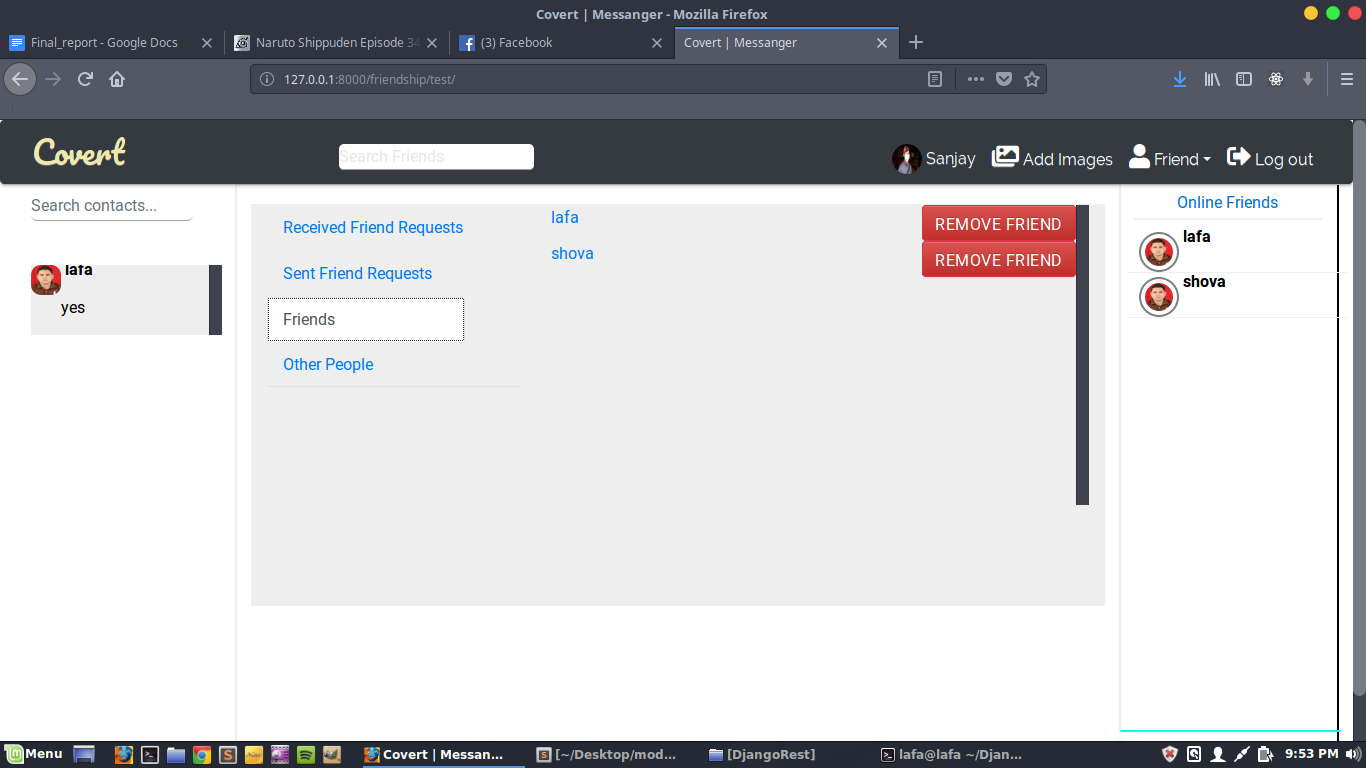 Covert | Messanger - Mozilla Firefox
Final_report - Google Docs
Naruto Shippuden Episode 34
(3) Facebook
Covert | Messanger
127.0.0.1:8000/friendship/test/
Covert
Search Friends
Sanjay
Add Images
Friend
Log out
Search contacts...
lafa
yes
Received Friend Requests
Sent Friend Requests
Friends
Other People
lafa
REMOVE FRIEND
shova
REMOVE FRIEND
Online Friends
lafa
shova
Menu
Covert | Messan...
[~/Desktop/mod...
[DjangoRest]
lafa@lafa ~/Djan...
9:53 PM